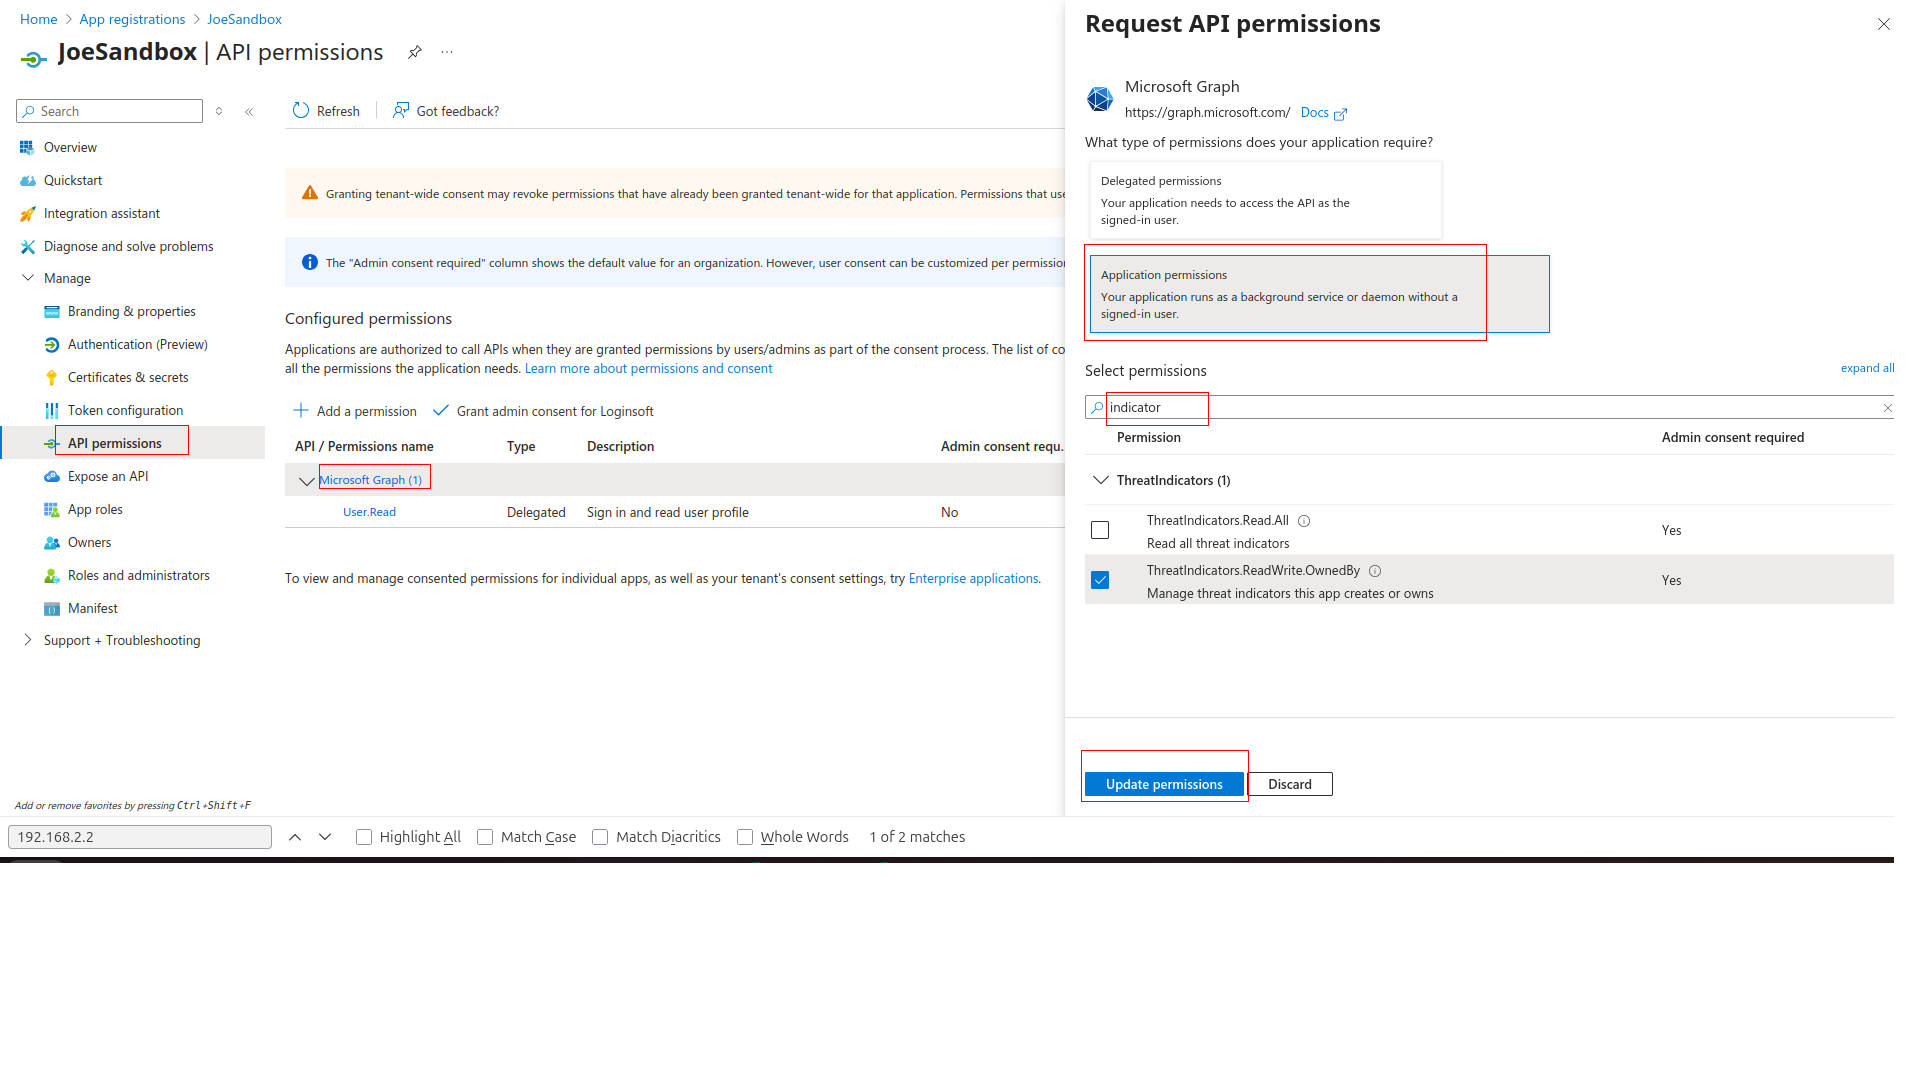 Home > App registrations > JoeSandbox
JoeSandbox | API permissions
Search
Overview
Quickstart
Integration assistant
Diagnose and solve problems
Manage
Branding & properties
Authentication (Preview)
Certificates & secrets
Token configuration
API permissions
Expose an API
App roles
Owners
Roles and administrators
Manifest
Support + Troubleshooting
Add or remove favorites by pressing Ctrl+Shift+F
Refresh
Got feedback?
Granting tenant-wide consent may revoke permissions that have already been granted tenant-wide for that application. Permissions that use
The "Admin consent required" column shows the default value for an organization. However, user consent can be customized per permission
Configured permissions
Applications are authorized to call APIs when they are granted permissions by users/admins as part of the consent process. The list of co
all the permissions the application needs. Learn more about permissions and consent
Add a permission
Grant admin consent for Loginsoft
API / Permissions name Type Description Admin consent requ...
Microsoft Graph (1)
User.Read Delegated Sign in and read user profile No
To view and manage consented permissions for individual apps, as well as your tenant's consent settings, try Enterprise applications.
Request API permissions
Microsoft Graph
https://graph.microsoft.com/ Docs
What type of permissions does your application require?
Delegated permissions
Your application needs to access the API as the
signed-in user.
Application permissions
Your application runs as a background service or daemon without a
signed-in user.
Select permissions
expand all
indicator
Permission Admin consent required
ThreatIndicators (1)
ThreatIndicators.Read.All
Read all threat indicators
Yes
ThreatIndicators.ReadWrite.OwnedBy
Manage threat indicators this app creates or owns
Yes
Update permissions
Discard
192.168.2.2
Highlight All
Match Case
Match Diacritics
Whole Words
1 of 2 matches